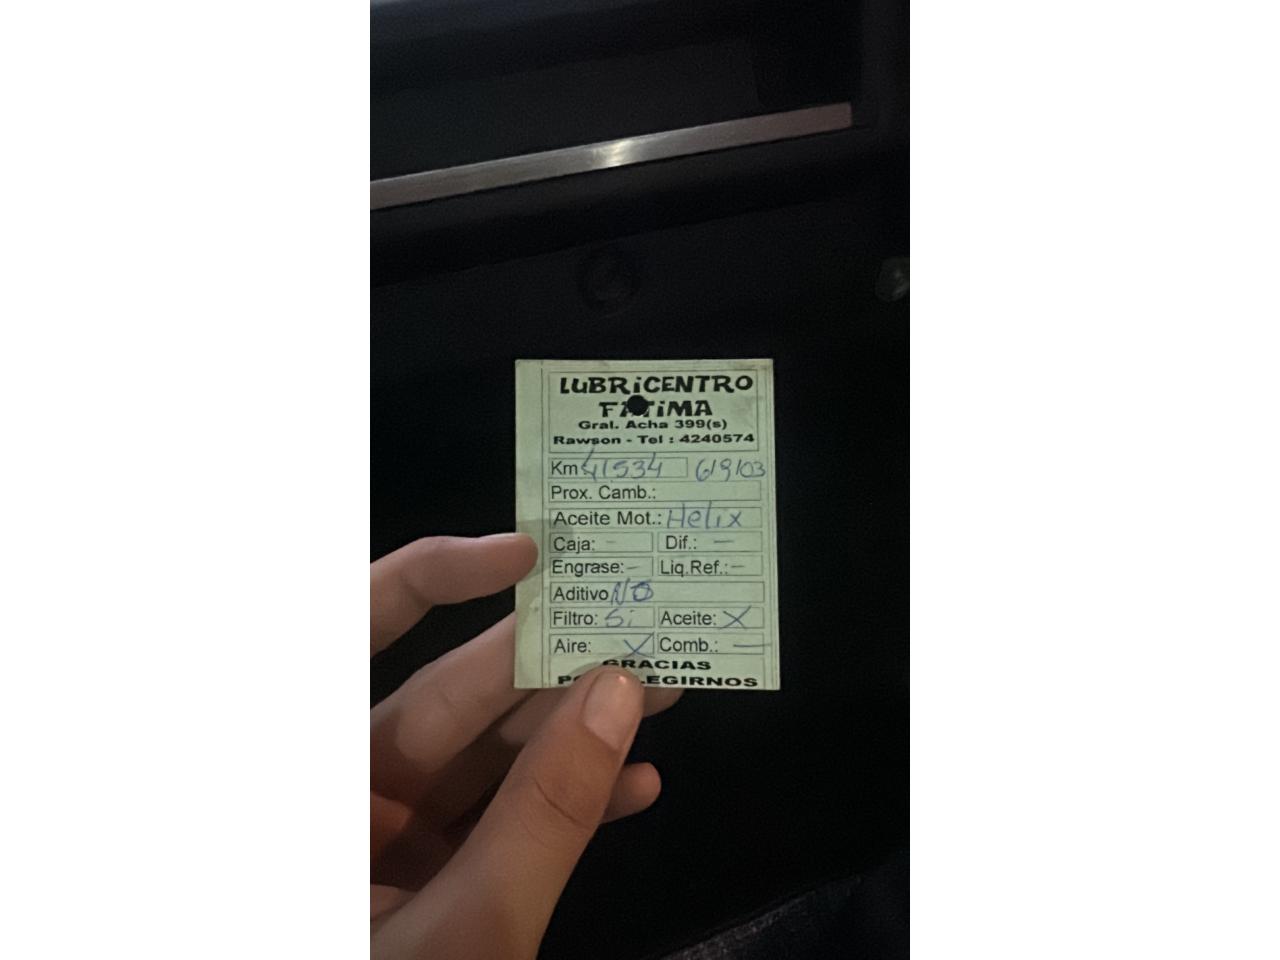 LUBRiCENTRO
FATiMA
Gral. Acha 399(s)
Rawson - Tel : 4240574
Km 41534 6/9/03
Prox. Camb.:
Aceite Mot.: Helix
Caja: - Dif.: -
Engrase: - Liq.Ref.: -
Aditivo NO
Filtro: Si Aceite: X
Aire: X Comb.: -
GRACIAS
ELEGIRNOS